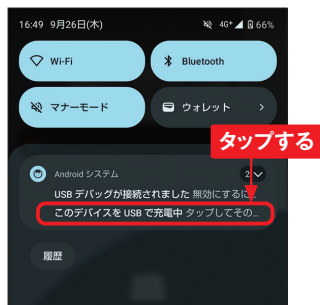 16:49 9月26日(木) 4G+ 66%
Wi-Fi
Bluetooth
マナーモード
ウォレット
タップする
Android システム 2
USB デバッグが接続されました 無効にするに…
このデバイスを USB で充電中 タップしてその…
履歴